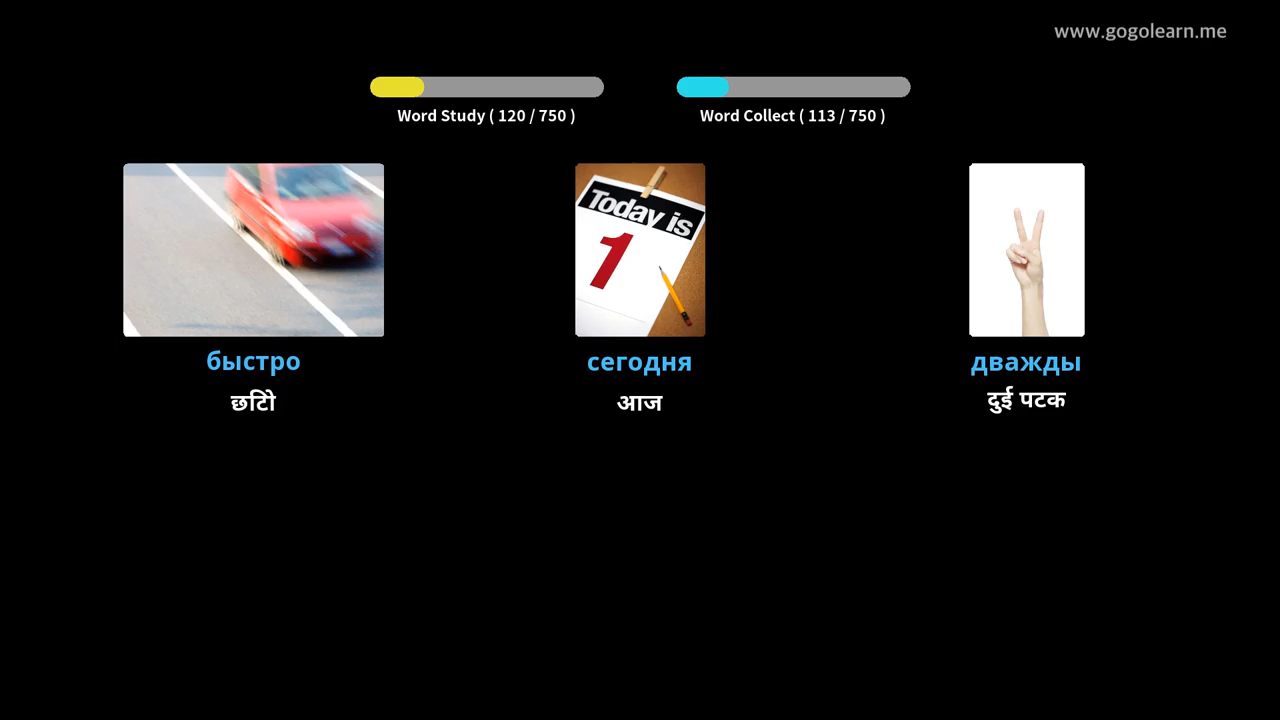 www.gogolearn.me
Word Study ( 120 / 750 )
Word Collect ( 113 / 750 )
Today is
1
быстро
сегодня
дважды
छिटो
आज
दुई पटक